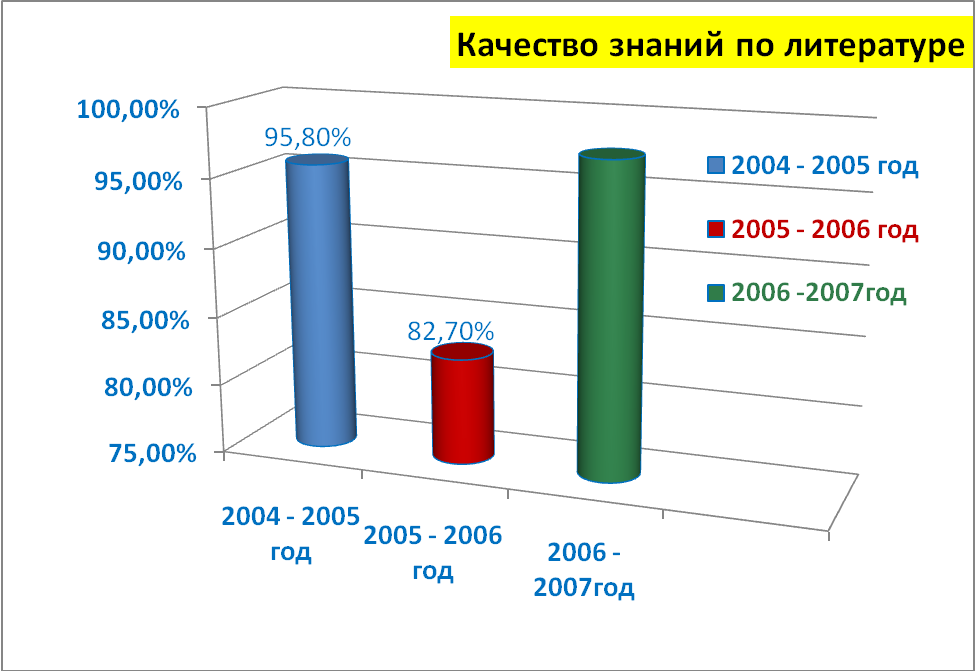 Качество знаний по литературе
100,00%
95,00%
90,00%
85,00%
80,00%
75,00%
95,80%
82,70%
2004 - 2005 год
2005 - 2006 год
2006 -2007год
2004 - 2005
год
2005 - 2006
год
2006 -
2007год